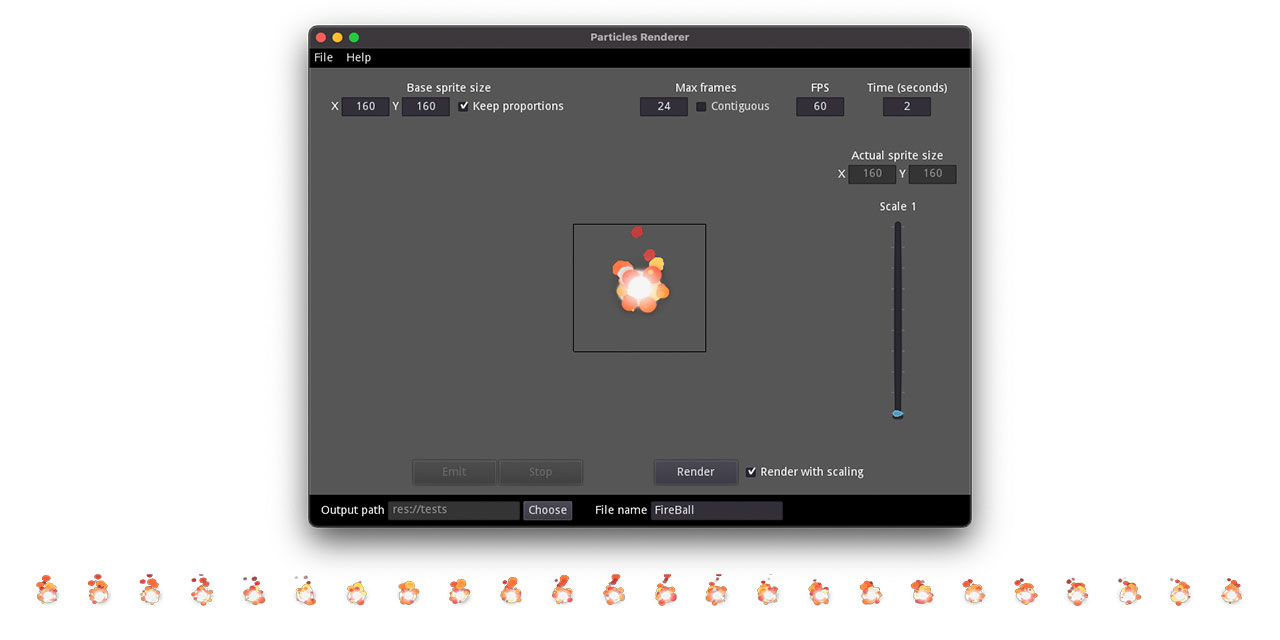 Particles Renderer
File Help
Base sprite size
X 160 Y 160 Keep proportions
Max frames
24 Contiguous
FPS
60
Time (seconds)
2
Actual sprite size
X 160 Y 160
Scale 1
Emit Stop
Render Render with scaling
Output path res://tests Choose File name FireBall